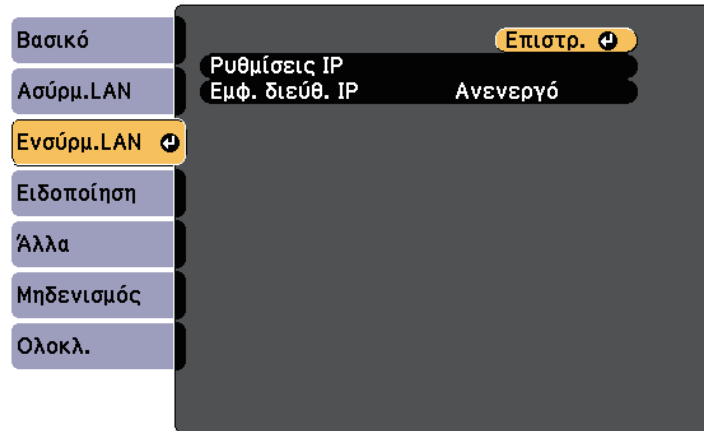 Βασικό
Ασύρμ.LAN
Ενσύρμ.LAN
Ειδοποίηση
Άλλα
Μηδενισμός
Ολοκλ.
Επιστρ.
Ρυθμίσεις IP
Εμφ. διεύθ. IP Ανενεργό